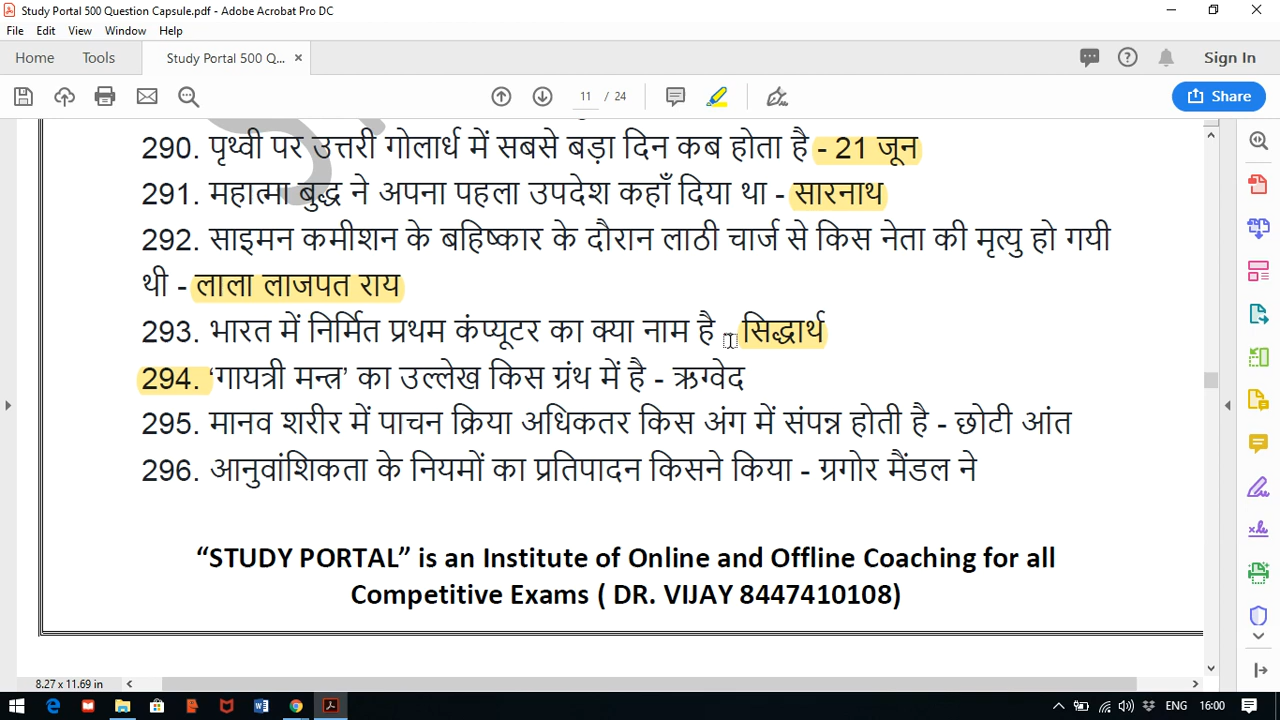 Study Portal 500 Question Capsule.pdf - Adobe Acrobat Pro DC
File Edit View Window Help
Home Tools Study Portal 500 Q... Sign In
11 / 24 Share
290. पृथ्वी पर उत्तरी गोलार्ध में सबसे बड़ा दिन कब होता है - 21 जून
291. महात्मा बुद्ध ने अपना पहला उपदेश कहाँ दिया था - सारनाथ
292. साइमन कमीशन के बहिष्कार के दौरान लाठी चार्ज से किस नेता की मृत्यु हो गयी
थी - लाला लाजपत राय
293. भारत में निर्मित प्रथम कंप्यूटर का क्या नाम है - सिद्धार्थ
294. ‘गायत्री मन्त्र’ का उल्लेख किस ग्रंथ में है - ऋग्वेद
295. मानव शरीर में पाचन क्रिया अधिकतर किस अंग में संपन्न होती है - छोटी आंत
296. आनुवांशिकता के नियमों का प्रतिपादन किसने किया - ग्रगोर मैंडल ने
“STUDY PORTAL” is an Institute of Online and Offline Coaching for all
Competitive Exams ( DR. VIJAY 8447410108)
8.27 x 11.69 in
ENG 16:00